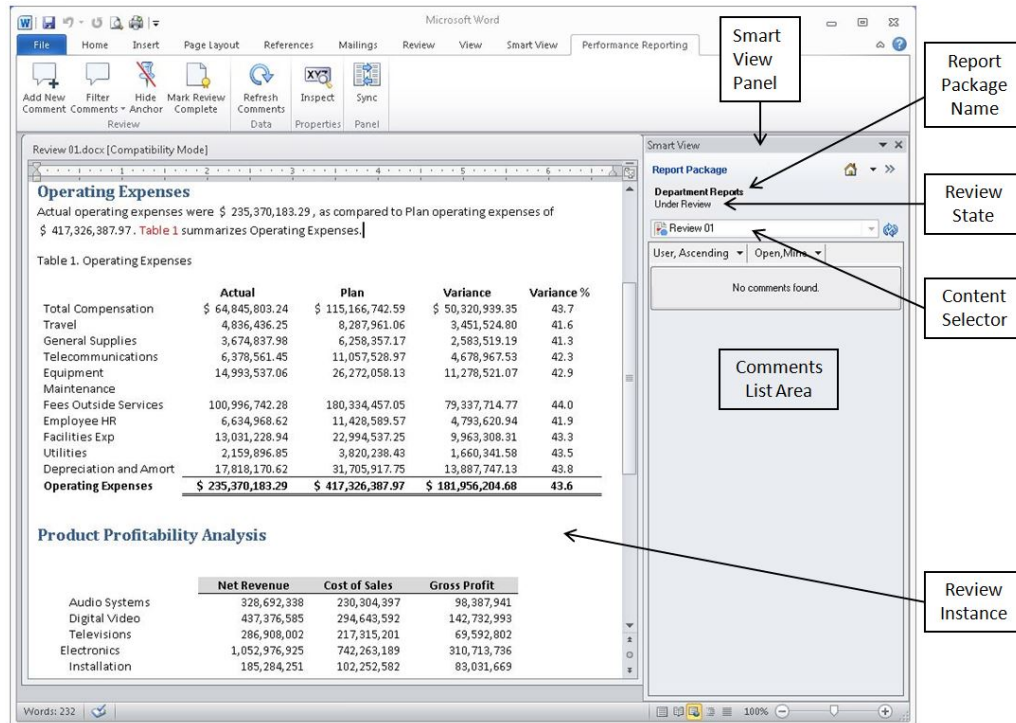 Microsoft Word
File Home Insert Page Layout References Mailings Review View Smart View Performance Reporting
Add New Comment
Filter Comments
Hide Anchor
Mark Review Complete
Refresh Comments
Inspect
Sync
Review Data Properties Panel
Review 01.docx [Compatibility Mode]
1 2 3 4 5 6
Operating Expenses
Actual operating expenses were $ 235,370,183.29 , as compared to Plan operating expenses of
$ 417,326,387.97 . Table 1 summarizes Operating Expenses.
Table 1. Operating Expenses
Actual Plan Variance Variance %
Total Compensation $ 64,845,803.24 $ 115,166,742.59 $ 50,320,939.35 43.7
Travel 4,836,436.25 8,287,961.06 3,451,524.80 41.6
General Supplies 3,674,837.98 6,258,357.17 2,583,519.19 41.3
Telecommunications 6,378,561.45 11,057,528.97 4,678,967.53 42.3
Equipment 14,993,537.06 26,272,058.13 11,278,521.07 42.9
Maintenance
Fees Outside Services 100,996,742.28 180,334,457.05 79,337,714.77 44.0
Employee HR 6,634,968.62 11,428,589.57 4,793,620.94 41.9
Facilities Exp 13,031,228.94 22,994,537.25 9,963,308.31 43.3
Utilities 2,159,896.85 3,820,238.43 1,660,341.58 43.5
Depreciation and Amort 17,818,170.62 31,705,917.75 13,887,747.13 43.8
Operating Expenses $ 235,370,183.29 $ 417,326,387.97 $ 181,956,204.68 43.6
Product Profitability Analysis
Net Revenue Cost of Sales Gross Profit
Audio Systems 328,692,338 230,304,397 98,387,941
Digital Video 437,376,585 294,643,592 142,732,993
Televisions 286,908,002 217,315,201 69,592,802
Electronics 1,052,976,925 742,263,189 310,713,736
Installation 185,284,251 102,252,582 83,031,669
Words: 232
100%
Smart View
Report Package
Department Reports
Under Review
Review 01
User, Ascending Open,Mine
No comments found.
Smart
View
Panel
Report
Package
Name
Review
State
Content
Selector
Comments
List Area
Review
Instance